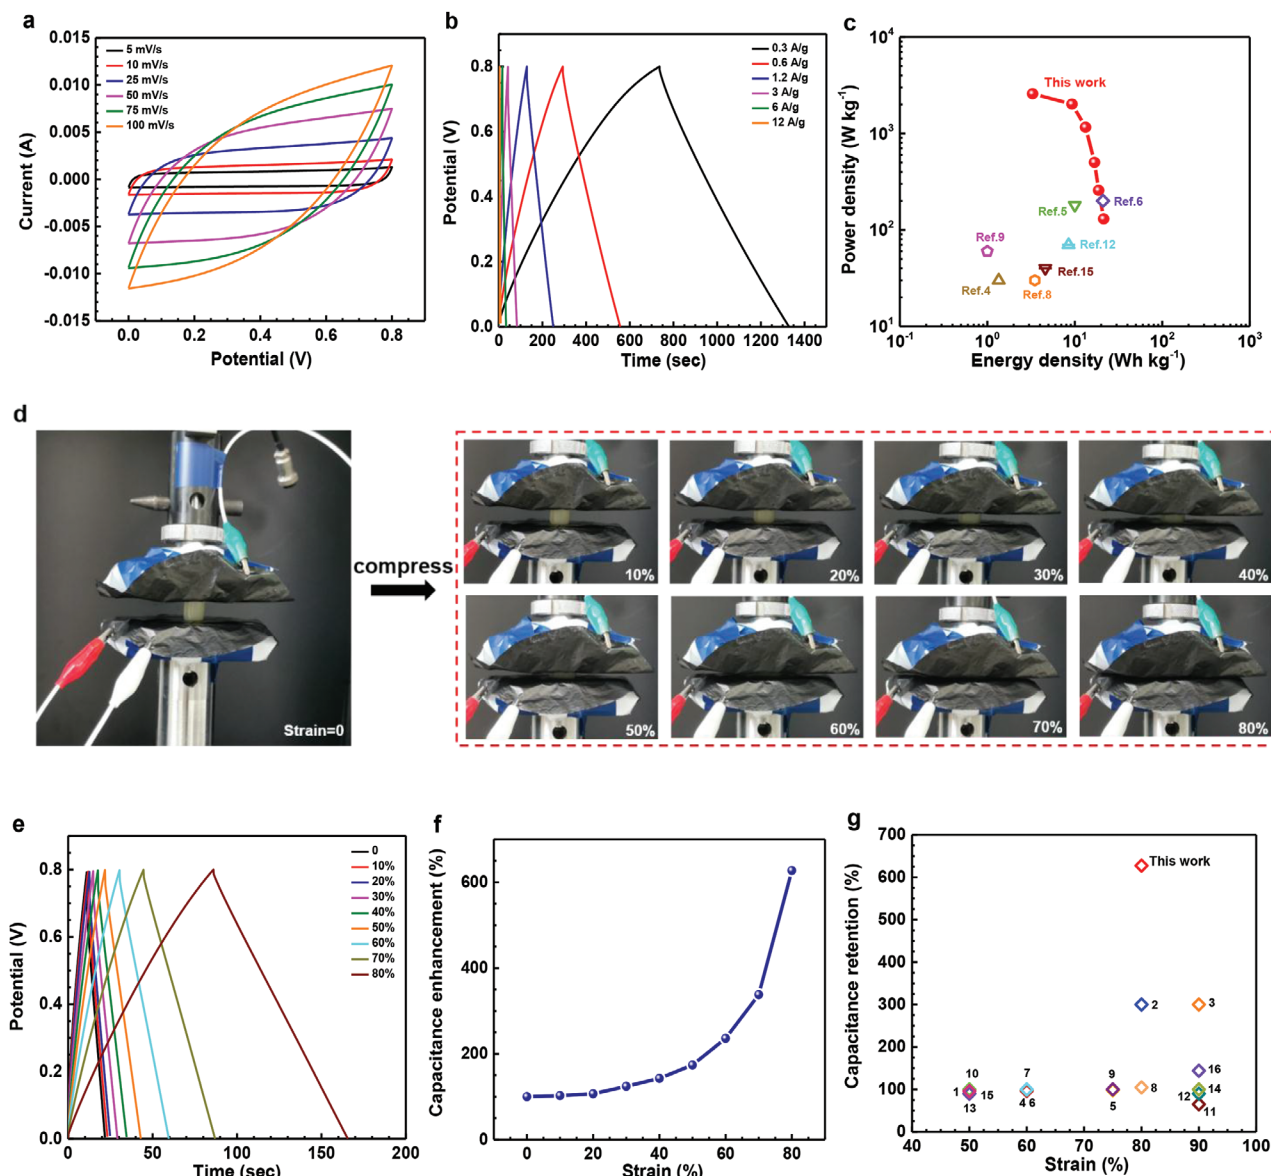 a
0.015
0.010
0.005
0.000
-0.005
-0.010
-0.015
Current (A)
5 mV/s
10 mV/s
25 mV/s
50 mV/s
75 mV/s
100 mV/s
0.0 0.2 0.4 0.6 0.8
Potential (V)
b
0.8
0.6
0.4
0.2
0.0
Potential (V)
0.3 A/g
0.6 A/g
1.2 A/g
3 A/g
6 A/g
12 A/g
0 200 400 600 800 1000 1200 1400
Time (sec)
c
10⁴
10³
10²
10¹
Power density (W kg⁻¹)
This work
Ref.5
Ref.6
Ref.9
Ref.12
Ref.15
Ref.4
Ref.8
10⁻¹ 10⁰ 10¹ 10² 10³
Energy density (Wh kg⁻¹)
d
Strain=0
compress
10% 20% 30% 40%
50% 60% 70% 80%
e
0.8
0.4
0.2
0.0
Potential (V)
0
10%
20%
30%
40%
50%
60%
70%
80%
0 50 100 150 200
Time (sec)
f
600
400
200
0
Capacitance enhancement (%)
0 10 20 30 40 50 60 70 80
Strain (%)
g
700
600
500
400
300
200
100
0
Capacitance retention (%)
This work
2 3
16
10 7 9
1 15 4 6 5 8 14
13 12 11
40 50 60 70 80 90 100
Strain (%)